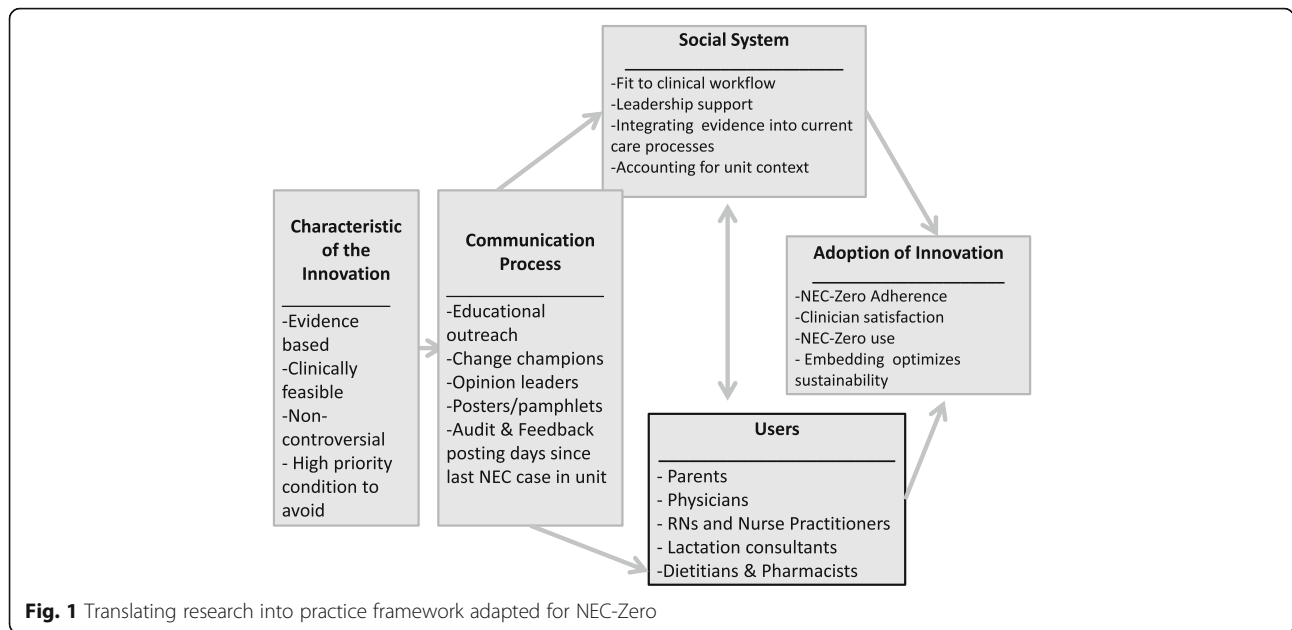 Social System
-Fit to clinical workflow
-Leadership support
-Integrating evidence into current
care processes
-Accounting for unit context
Characteristic
of the
Innovation
-Evidence
based
-Clinically
feasible
-Non-
controversial
- High priority
condition to
avoid
Communication
Process
-Educational
outreach
-Change champions
-Opinion leaders
-Posters/pamphlets
-Audit & Feedback
posting days since
last NEC case in unit
Adoption of Innovation
-NEC-Zero Adherence
-Clinician satisfaction
-NEC-Zero use
- Embedding optimizes
sustainability
Users
- Parents
- Physicians
- RNs and Nurse Practitioners
- Lactation consultants
-Dietitians & Pharmacists
Fig. 1 Translating research into practice framework adapted for NEC-Zero